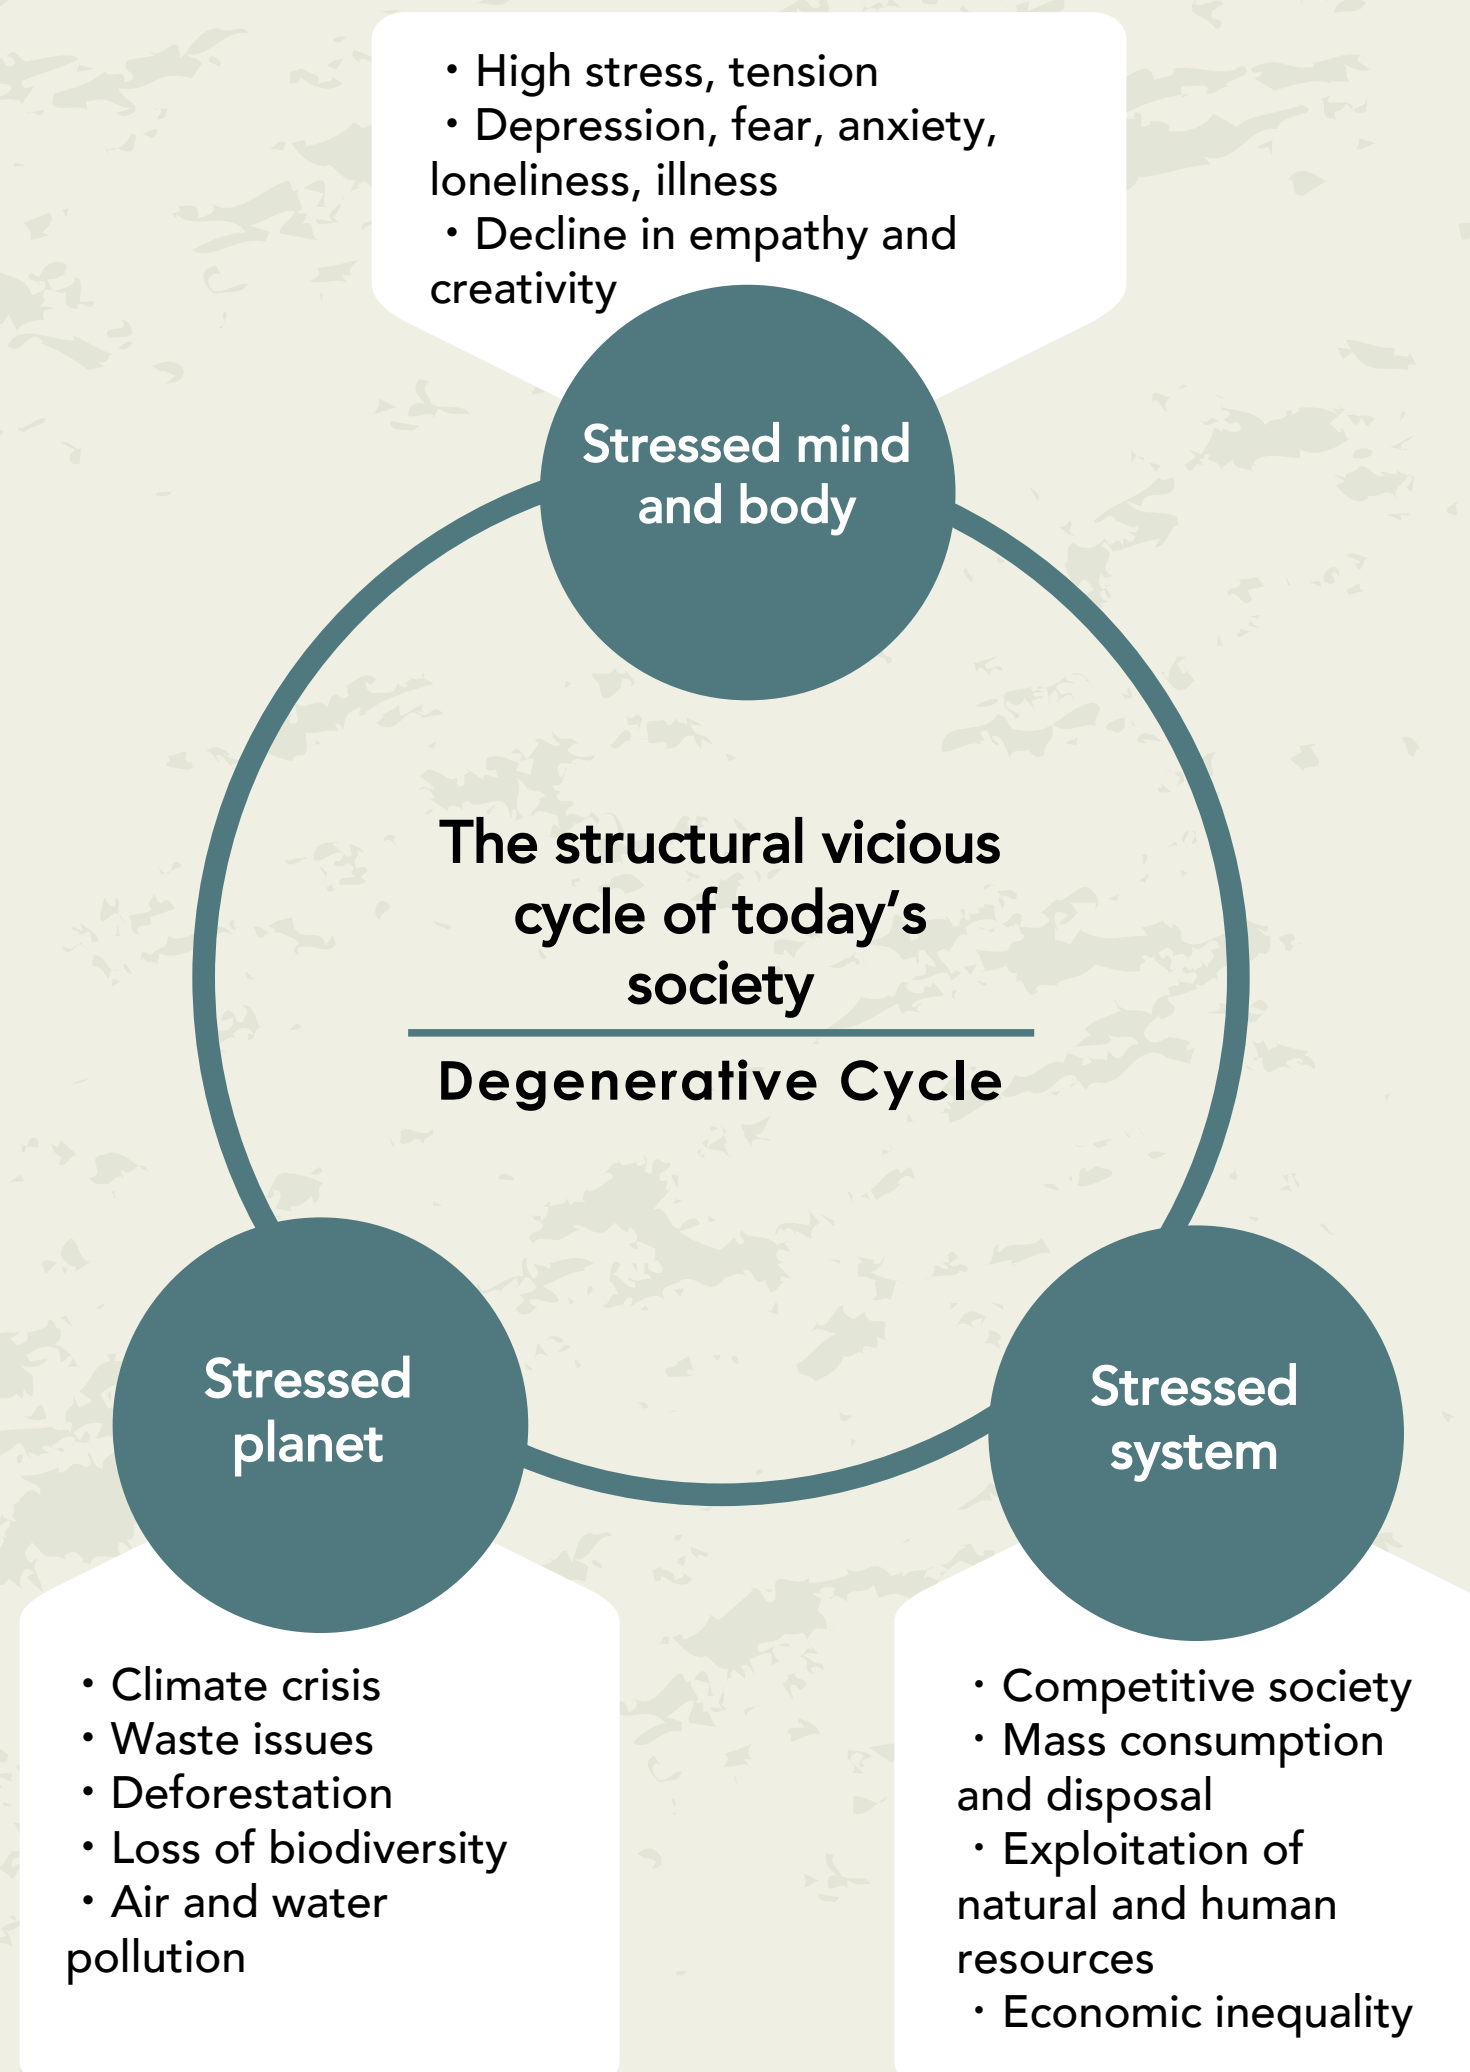 ・High stress, tension
・Depression, fear, anxiety,
loneliness, illness
・Decline in empathy and
creativity
Stressed mind
and body
The structural vicious
cycle of today’s
society
Degenerative Cycle
Stressed
planet
・Climate crisis
・Waste issues
・Deforestation
・Loss of biodiversity
・Air and water
pollution
Stressed
system
・Competitive society
・Mass consumption
and disposal
・Exploitation of
natural and human
resources
・Economic inequality